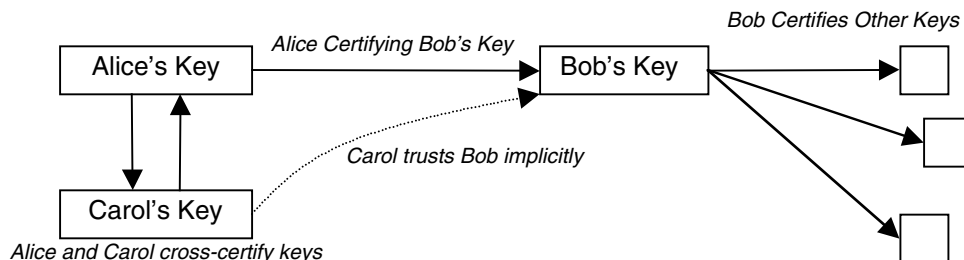 Bob Certifies Other Keys
Alice Certifying Bob's Key
Alice's Key
Bob's Key
Carol trusts Bob implicitly
Carol's Key
Alice and Carol cross-certify keys